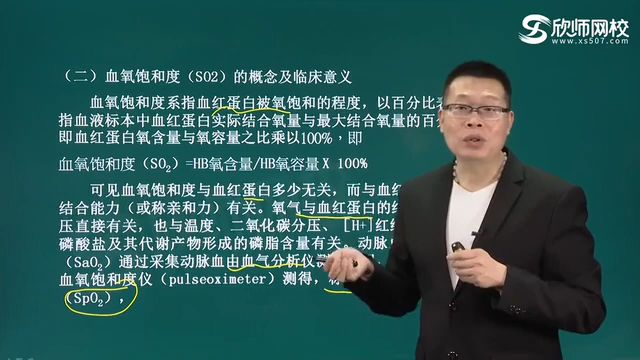 欣师网校
www.xs507.com
（二）血氧饱和度（SO2）的概念及临床意义
血氧饱和度系指血红蛋白被氧饱和的程度，以百分比
指血液标本中血红蛋白实际结合氧量与最大结合氧量的百
即血红蛋白氧含量与氧容量之比乘以100%，即
血氧饱和度（SO₂）=HB氧含量/HB氧容量 X 100%
可见血氧饱和度与血红蛋白多少无关，而与血红
结合能力（或称亲和力）有关。氧气与血红蛋白的
压直接有关，也与温度、二氧化碳分压、[H+]红
磷酸盐及其代谢产物形成的磷脂含量有关。动脉
（SaO₂）通过采集动脉血由血气分析仪
血氧饱和度仪（pulseoximeter）测得，
（SpO₂），